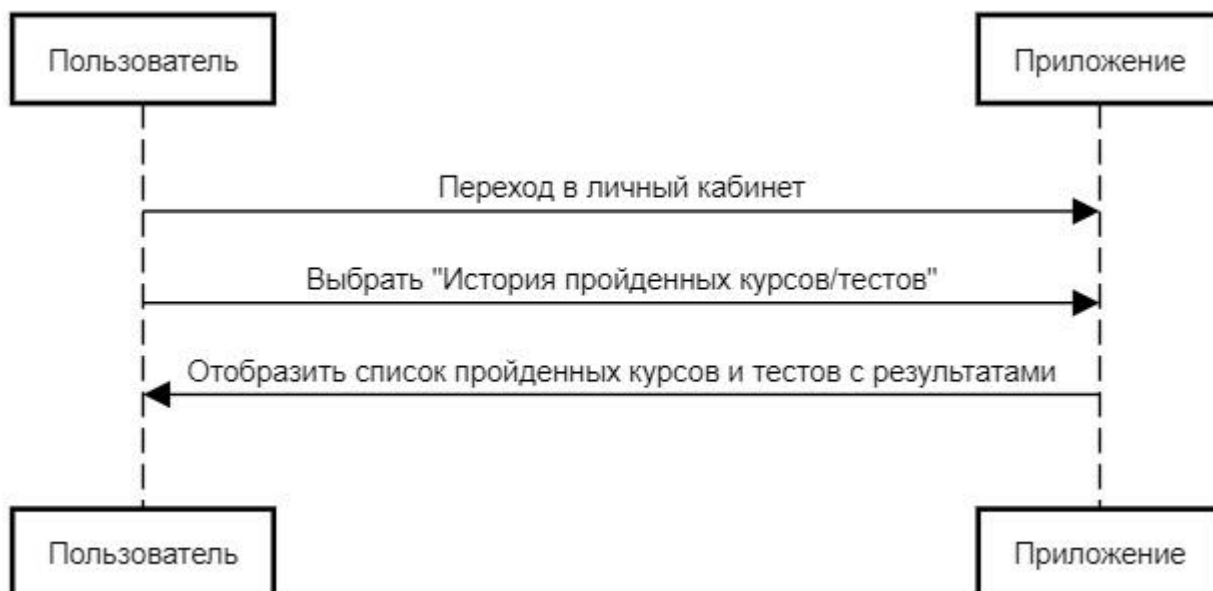 Пользователь
Приложение
Переход в личный кабинет
Выбрать "История пройденных курсов/тестов"
Отобразить список пройденных курсов и тестов с результатами
Пользователь
Приложение